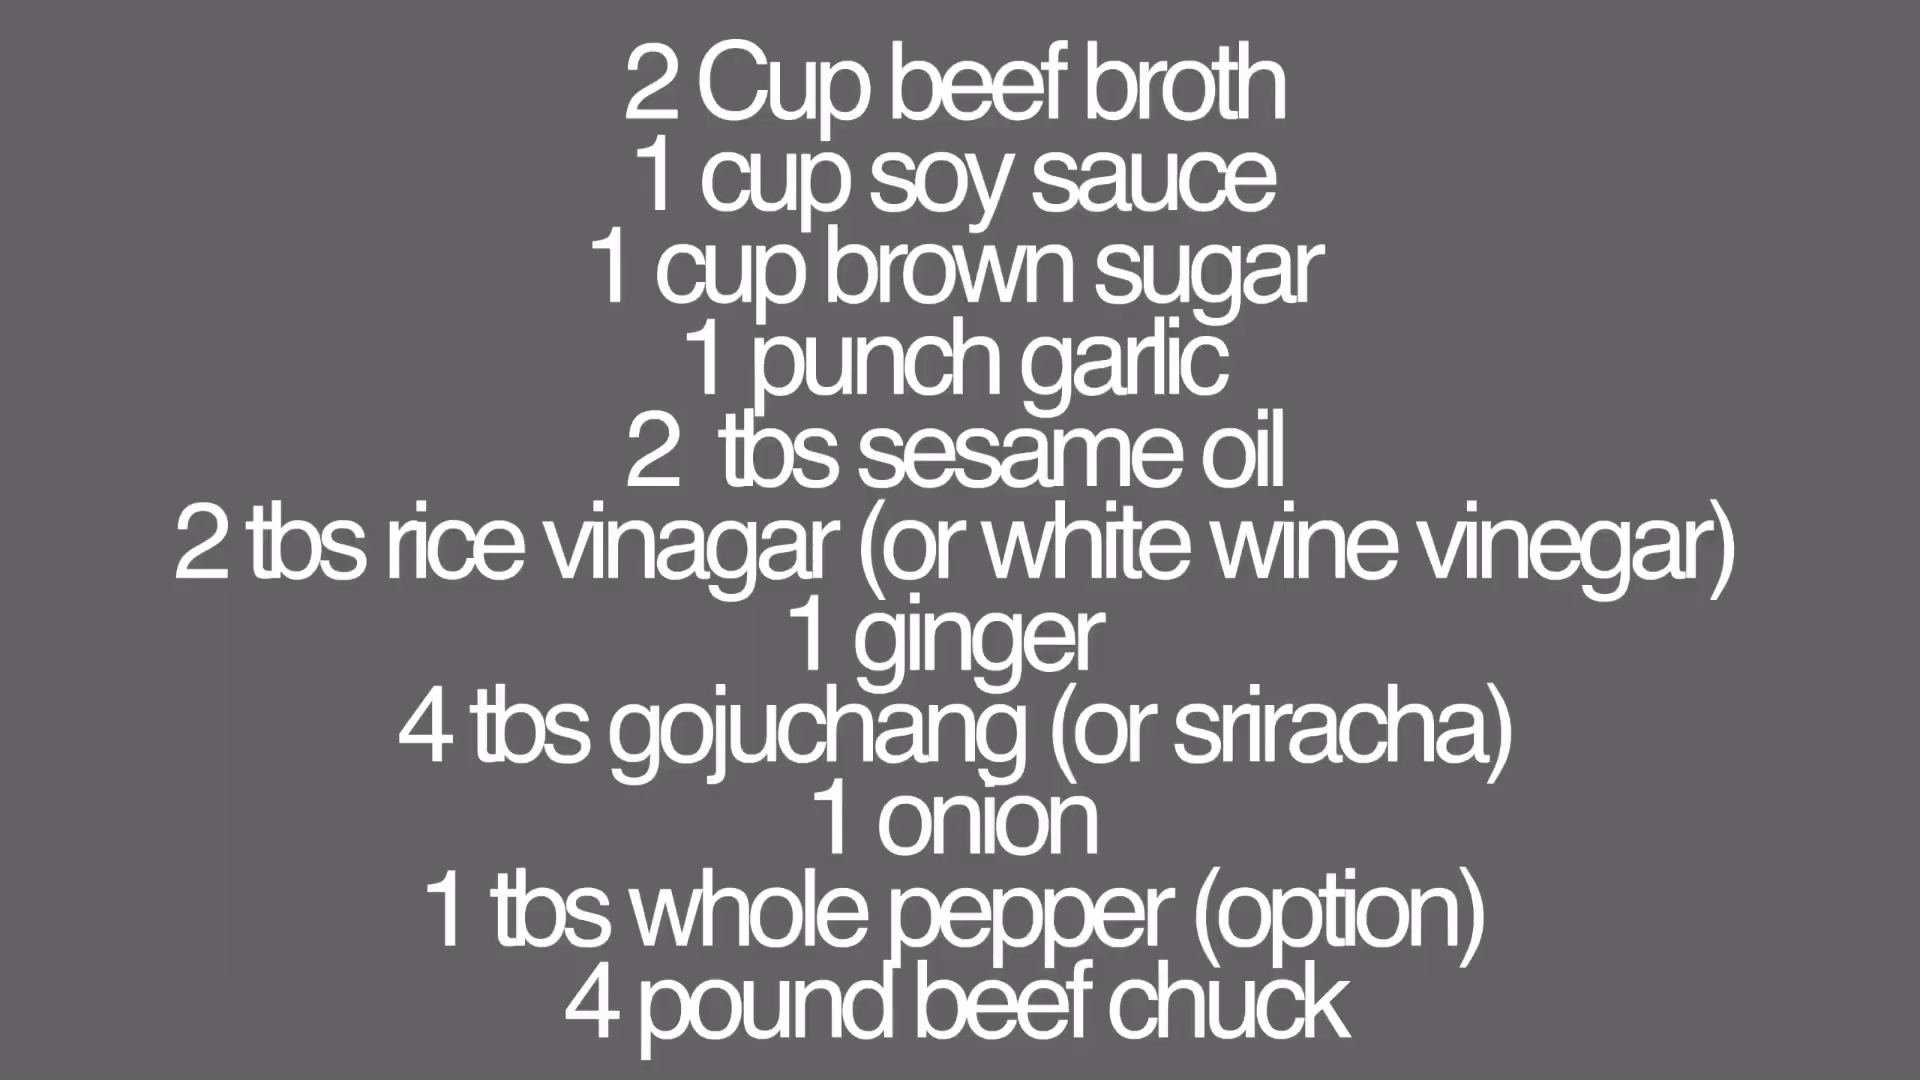 2 Cup beef broth
1 cup soy sauce
1 cup brown sugar
1 punch garlic
2 tbs sesame oil
2 tbs rice vinagar (or white wine vinegar)
1 ginger
4 tbs gojuchang (or sriracha)
1 onion
1 tbs whole pepper (option)
4 pound beef chuck